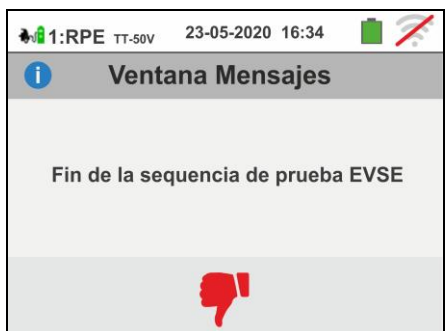 1:RPE TT-50V 23-05-2020 16:34
i Ventana Mensajes
Fin de la sequencia de prueba EVSE